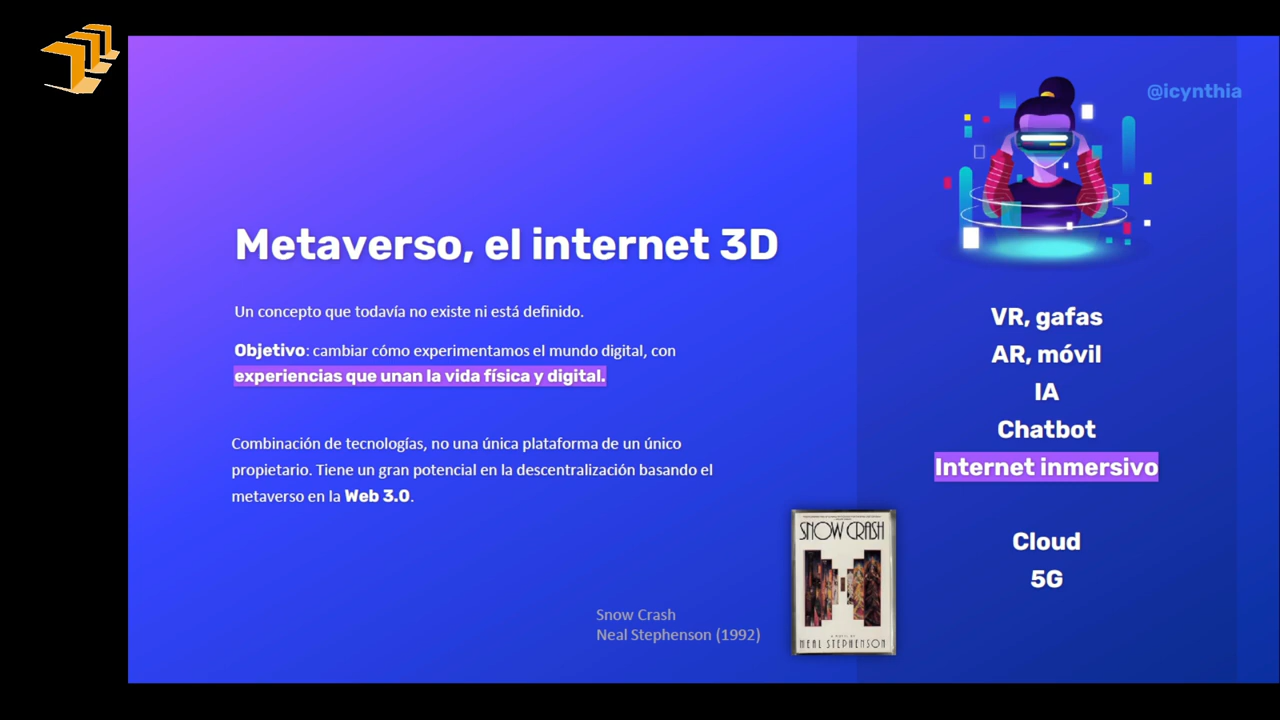 @icynthia
Metaverso, el internet 3D
Un concepto que todavía no existe ni está definido.
Objetivo: cambiar cómo experimentamos el mundo digital, con
experiencias que unan la vida física y digital.
Combinación de tecnologías, no una única plataforma de un único
propietario. Tiene un gran potencial en la descentralización basando el
metaverso en la Web 3.0.
Snow Crash
Neal Stephenson (1992)
SNOW CRASH
A NOVEL BY
NEAL STEPHENSON
VR, gafas
AR, móvil
IA
Chatbot
Internet inmersivo
Cloud
5G